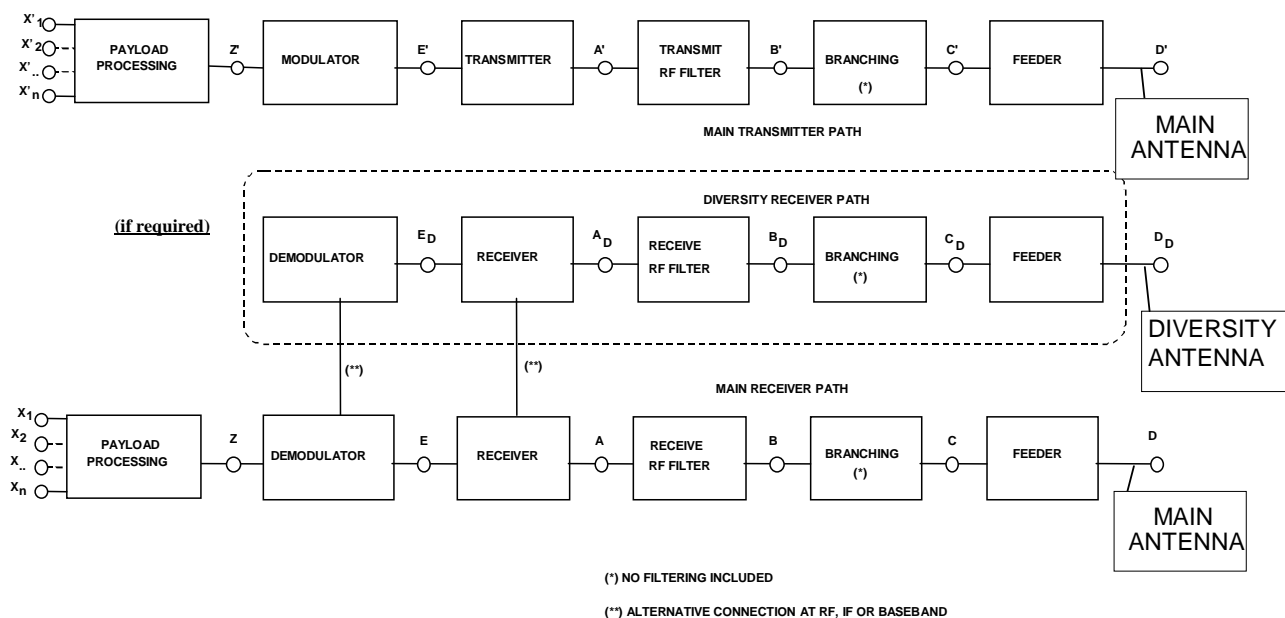 X'1
X'2
X'..
X'n
PAYLOAD
PROCESSING
Z'
MODULATOR
E'
TRANSMITTER
A'
TRANSMIT
RF FILTER
B'
BRANCHING
(*)
C'
FEEDER
D'
MAIN
ANTENNA
MAIN TRANSMITTER PATH
(if required)
DIVERSITY RECEIVER PATH
DEMODULATOR
ED
RECEIVER
AD
RECEIVE
RF FILTER
BD
BRANCHING
(*)
CD
FEEDER
DD
DIVERSITY
ANTENNA
(**)
(**)
MAIN RECEIVER PATH
X1
X2
X..
Xn
PAYLOAD
PROCESSING
Z
DEMODULATOR
E
RECEIVER
A
RECEIVE
RF FILTER
B
BRANCHING
(*)
C
FEEDER
D
MAIN
ANTENNA
(*) NO FILTERING INCLUDED
(**) ALTERNATIVE CONNECTION AT RF, IF OR BASEBAND